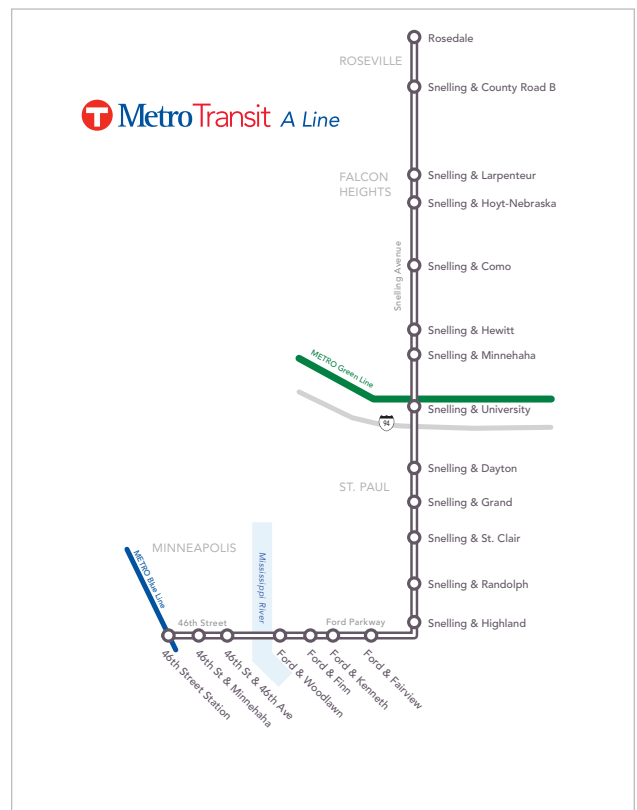 Rosedale
ROSEVILLE
Snelling & County Road B
T MetroTransit A Line
FALCON
HEIGHTS
Snelling & Larpenteur
Snelling & Hoyt-Nebraska
Snelling Avenue
Snelling & Como
Snelling & Hewitt
Snelling & Minnehaha
METRO Green Line
Snelling & University
94
Snelling & Dayton
ST. PAUL
Snelling & Grand
Snelling & St. Clair
MINNEAPOLIS
METRO Blue Line
Mississippi River
Snelling & Randolph
46th Street
Ford Parkway
Snelling & Highland
46th Street Station
46th St & Minnehaha
46th St & 46th Ave
Ford & Woodlawn
Ford & Finn
Ford & Kenneth
Ford & Fairview